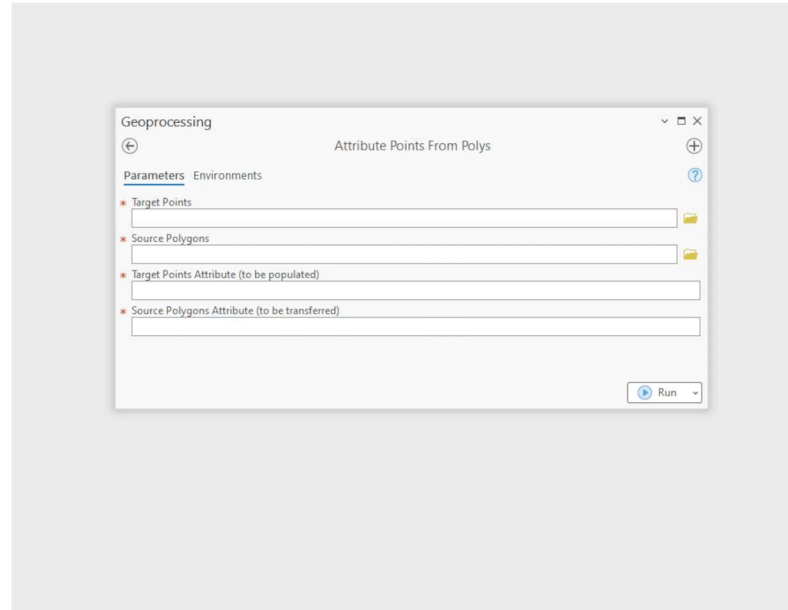 Geoprocessing
Attribute Points From Polys
Parameters Environments
?
* Target Points
* Source Polygons
* Target Points Attribute (to be populated)
* Source Polygons Attribute (to be transferred)
Run